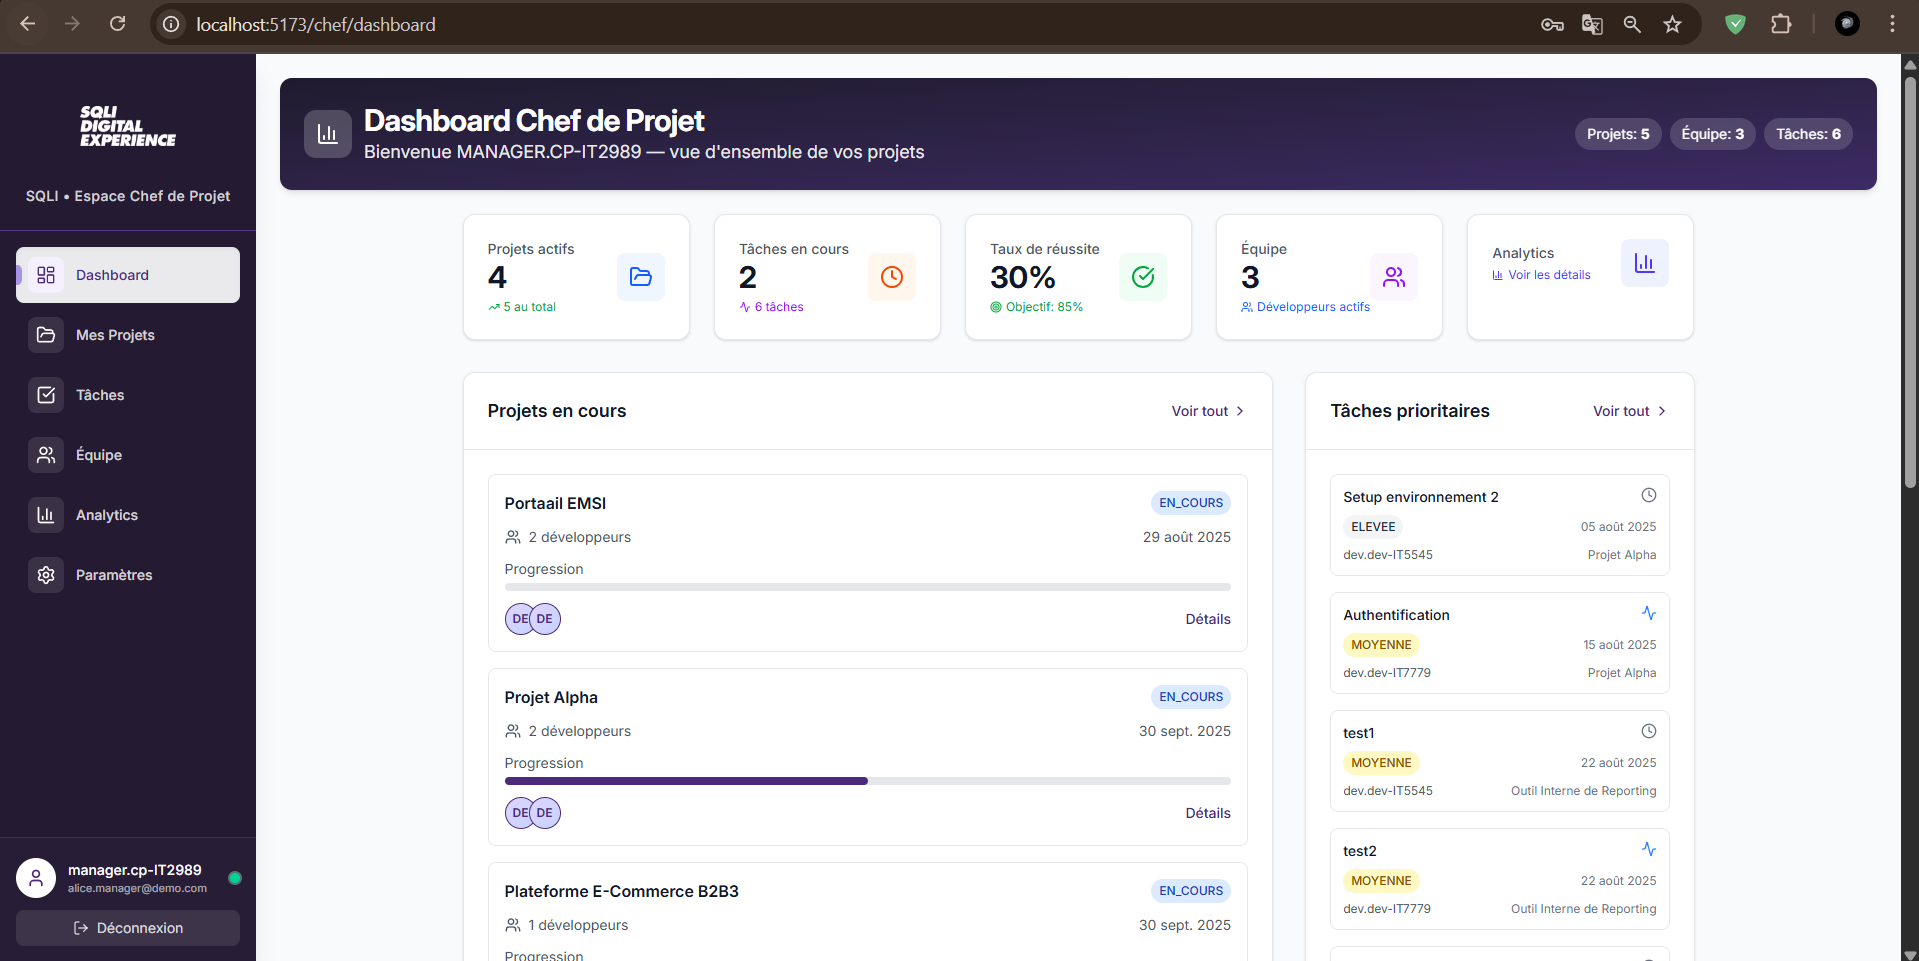 localhost:5173/chef/dashboard
SQLI
DIGITAL
EXPERIENCE
SQLI • Espace Chef de Projet
Dashboard
Mes Projets
Tâches
Équipe
Analytics
Paramètres
manager.cp-IT2989
alice.manager@demo.com
Déconnexion
Dashboard Chef de Projet
Bienvenue MANAGER.CP-IT2989 — vue d'ensemble de vos projets
Projets: 5
Équipe: 3
Tâches: 6
Projets actifs
4
5 au total
Tâches en cours
2
6 tâches
Taux de réussite
30%
Objectif: 85%
Équipe
3
Développeurs actifs
Analytics
Voir les détails
Projets en cours
Voir tout
Portaail EMSI
EN_COURS
2 développeurs
29 août 2025
Progression
DE DE
Détails
Projet Alpha
EN_COURS
2 développeurs
30 sept. 2025
Progression
DE DE
Détails
Plateforme E-Commerce B2B3
EN_COURS
1 développeurs
30 sept. 2025
Progression
Tâches prioritaires
Voir tout
Setup environnement 2
ELEVEE
05 août 2025
dev.dev-IT5545
Projet Alpha
Authentification
MOYENNE
15 août 2025
dev.dev-IT7779
Projet Alpha
test1
MOYENNE
22 août 2025
dev.dev-IT5545
Outil Interne de Reporting
test2
MOYENNE
22 août 2025
dev.dev-IT7779
Outil Interne de Reporting